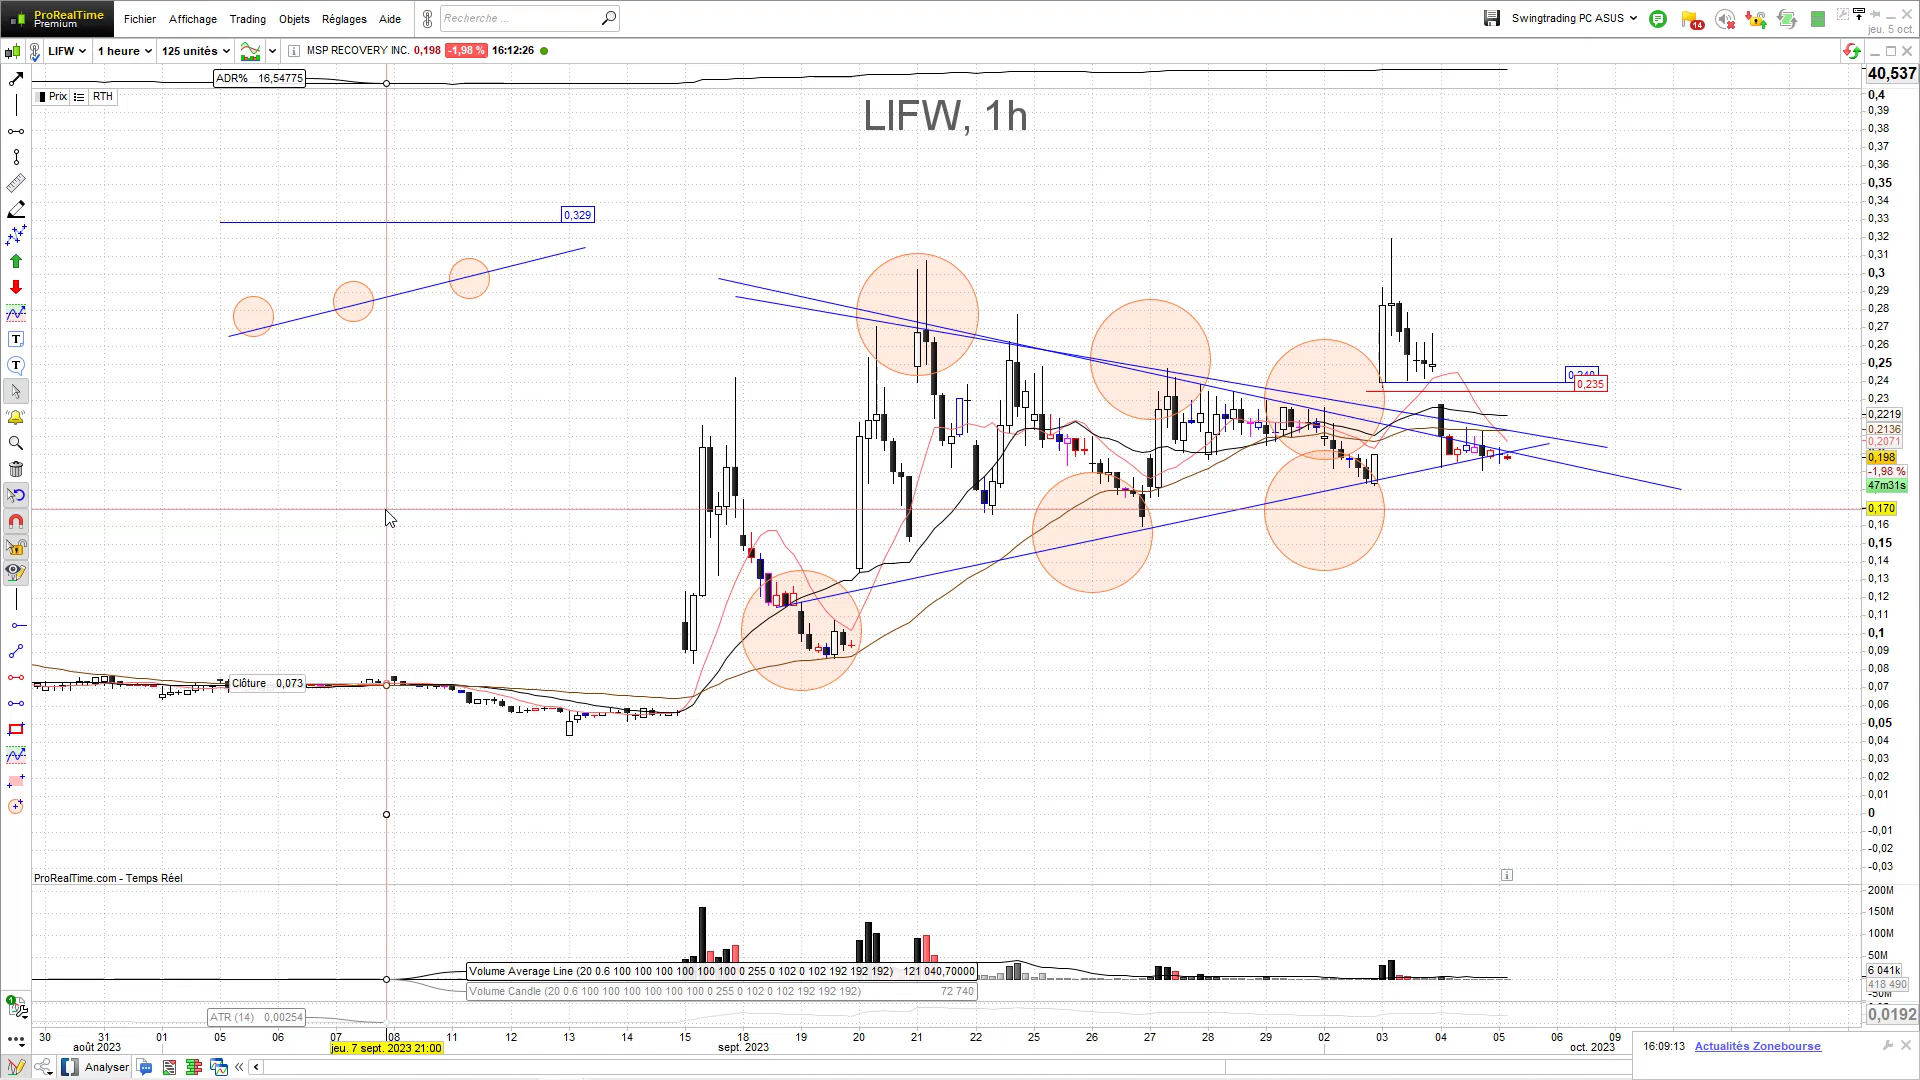 ProRealTime
Premium
Fichier Affichage Trading Objets Réglages Aide
Recherche ...
Swingtrading PC ASUS
14
jeu. 5 oct.
LIFW 1 heure 125 unités
MSP RECOVERY INC. 0,198 -1,98 % 16:12:26
ADR% 16,54775
40,537
Prix RTH
LIFW, 1h
0,4
0,39
0,38
0,37
0,36
0,35
0,34
0,33
0,32
0,31
0,3
0,29
0,28
0,27
0,26
0,25
0,24
0,23
0,2219
0,2136
0,2071
0,198
-1,98 %
47m31s
0,170
0,16
0,15
0,14
0,13
0,12
0,11
0,1
0,09
0,08
0,07
0,06
0,05
0,04
0,03
0,02
0,01
0
-0,01
-0,02
-0,03
0,329
0,235
Clôture 0,073
ProRealTime.com - Temps Réel
200M
150M
100M
50M
6 041k
418 490
-50M
Volume Average Line (20 0.6 100 100 100 100 100 100 0 255 0 102 0 102 192 192 192) 121 040,70000
Volume Candle (20 0.6 100 100 100 100 100 100 0 255 0 102 0 102 192 192 192) 72 740
ATR (14) 0,00254
0,0192
30 31 01 05 06 07 08 11 12 13 14 15 18 19 20 21 22 25 26 27 28 29 02 03 04 05 06 09
août 2023 jeu. 7 sept. 2023 21:00 sept. 2023 oct. 2023
16:09:13 Actualités Zonebourse
Analyser